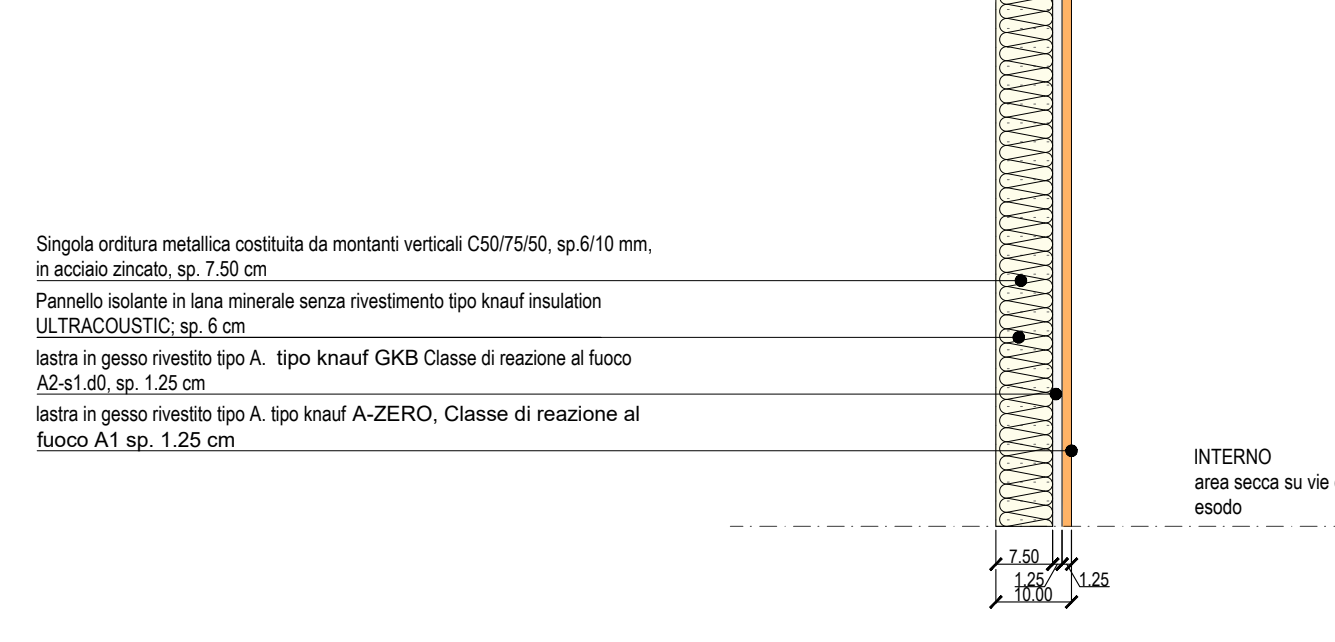 Singola orditura metallica costituita da montanti verticali C50/75/50, sp.6/10 mm,
in acciaio zincato, sp. 7.50 cm
Pannello isolante in lana minerale senza rivestimento tipo knauf insulation
ULTRACOUSTIC; sp. 6 cm
lastra in gesso rivestito tipo A. tipo knauf GKB Classe di reazione al fuoco
A2-s1.d0, sp. 1.25 cm
lastra in gesso rivestito tipo A. tipo knauf A-ZERO, Classe di reazione al
fuoco A1 sp. 1.25 cm
INTERNO
area secca su vie
esodo
7.50
1.25 1.25
10.00